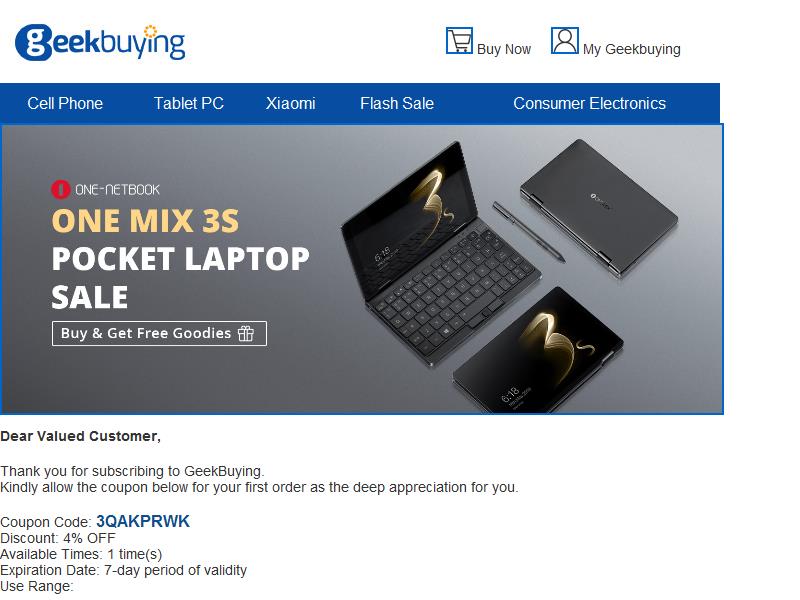 geekbuying
Buy Now
My Geekbuying
Cell Phone
Tablet PC
Xiaomi
Flash Sale
Consumer Electronics
ONE-NETBOOK
ONE MIX 3S
POCKET LAPTOP
SALE
Buy & Get Free Goodies
3s
6:18
3s
6:18
Dear Valued Customer,
Thank you for subscribing to GeekBuying.
Kindly allow the coupon below for your first order as the deep appreciation for you.
Coupon Code: 3QAKPRWK
Discount: 4% OFF
Available Times: 1 time(s)
Expiration Date: 7-day period of validity
Use Range: